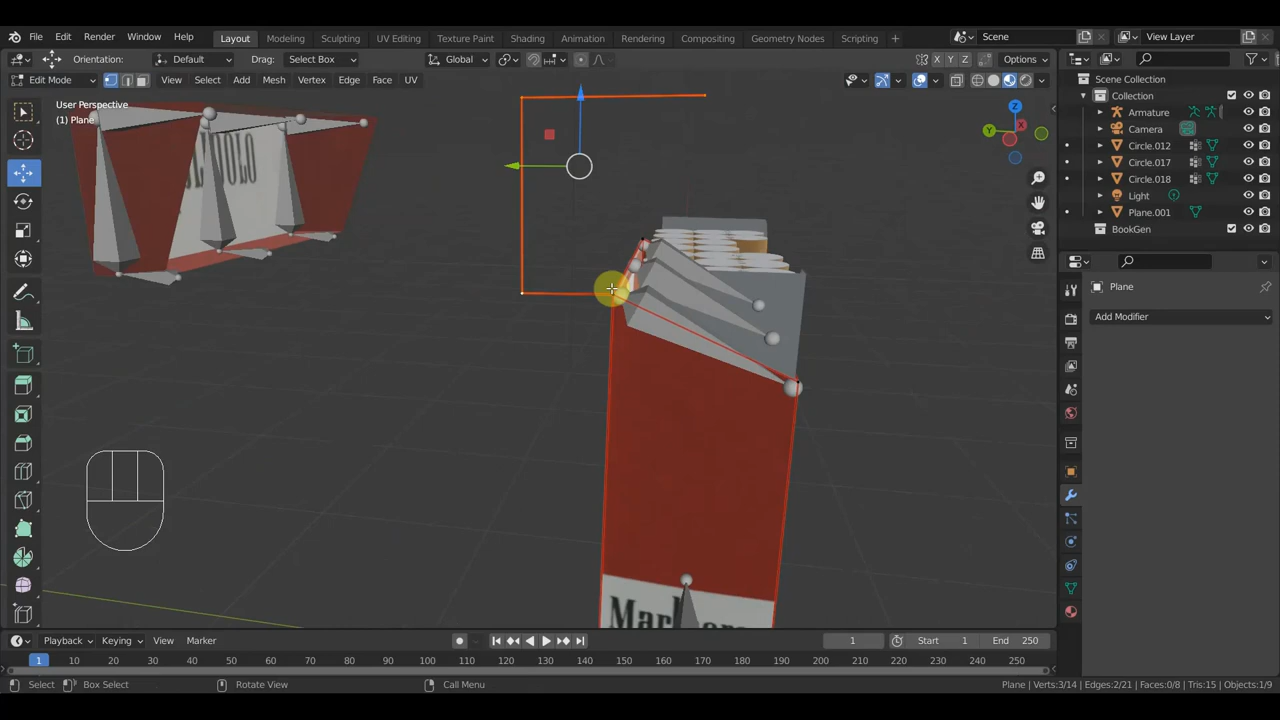 File Edit Render Window Help Layout Modeling Sculpting UV Editing Texture Paint Shading Animation Rendering Compositing Geometry Nodes Scripting Scene View Layer
Orientation: Default Drag: Select Box Global X Y Z Options
Edit Mode View Select Add Mesh Vertex Edge Face UV
User Perspective
(1) Plane
Scene Collection
Collection
Armature
Camera
Circle.012
Circle.017
Circle.018
Light
Plane.001
BookGen
Plane
Add Modifier
Marlboro
Playback Keying View Marker 1 Start 1 End 250
1 10 20 30 40 50 60 70 80 90 100 110 120 130 140 150 160 170 180 190 200 210 220 230 240 250
Select Box Select Rotate View Call Menu Plane | Verts:3/14 | Edges:2/21 | Faces:0/8 | Tris:15 | Objects:1/9